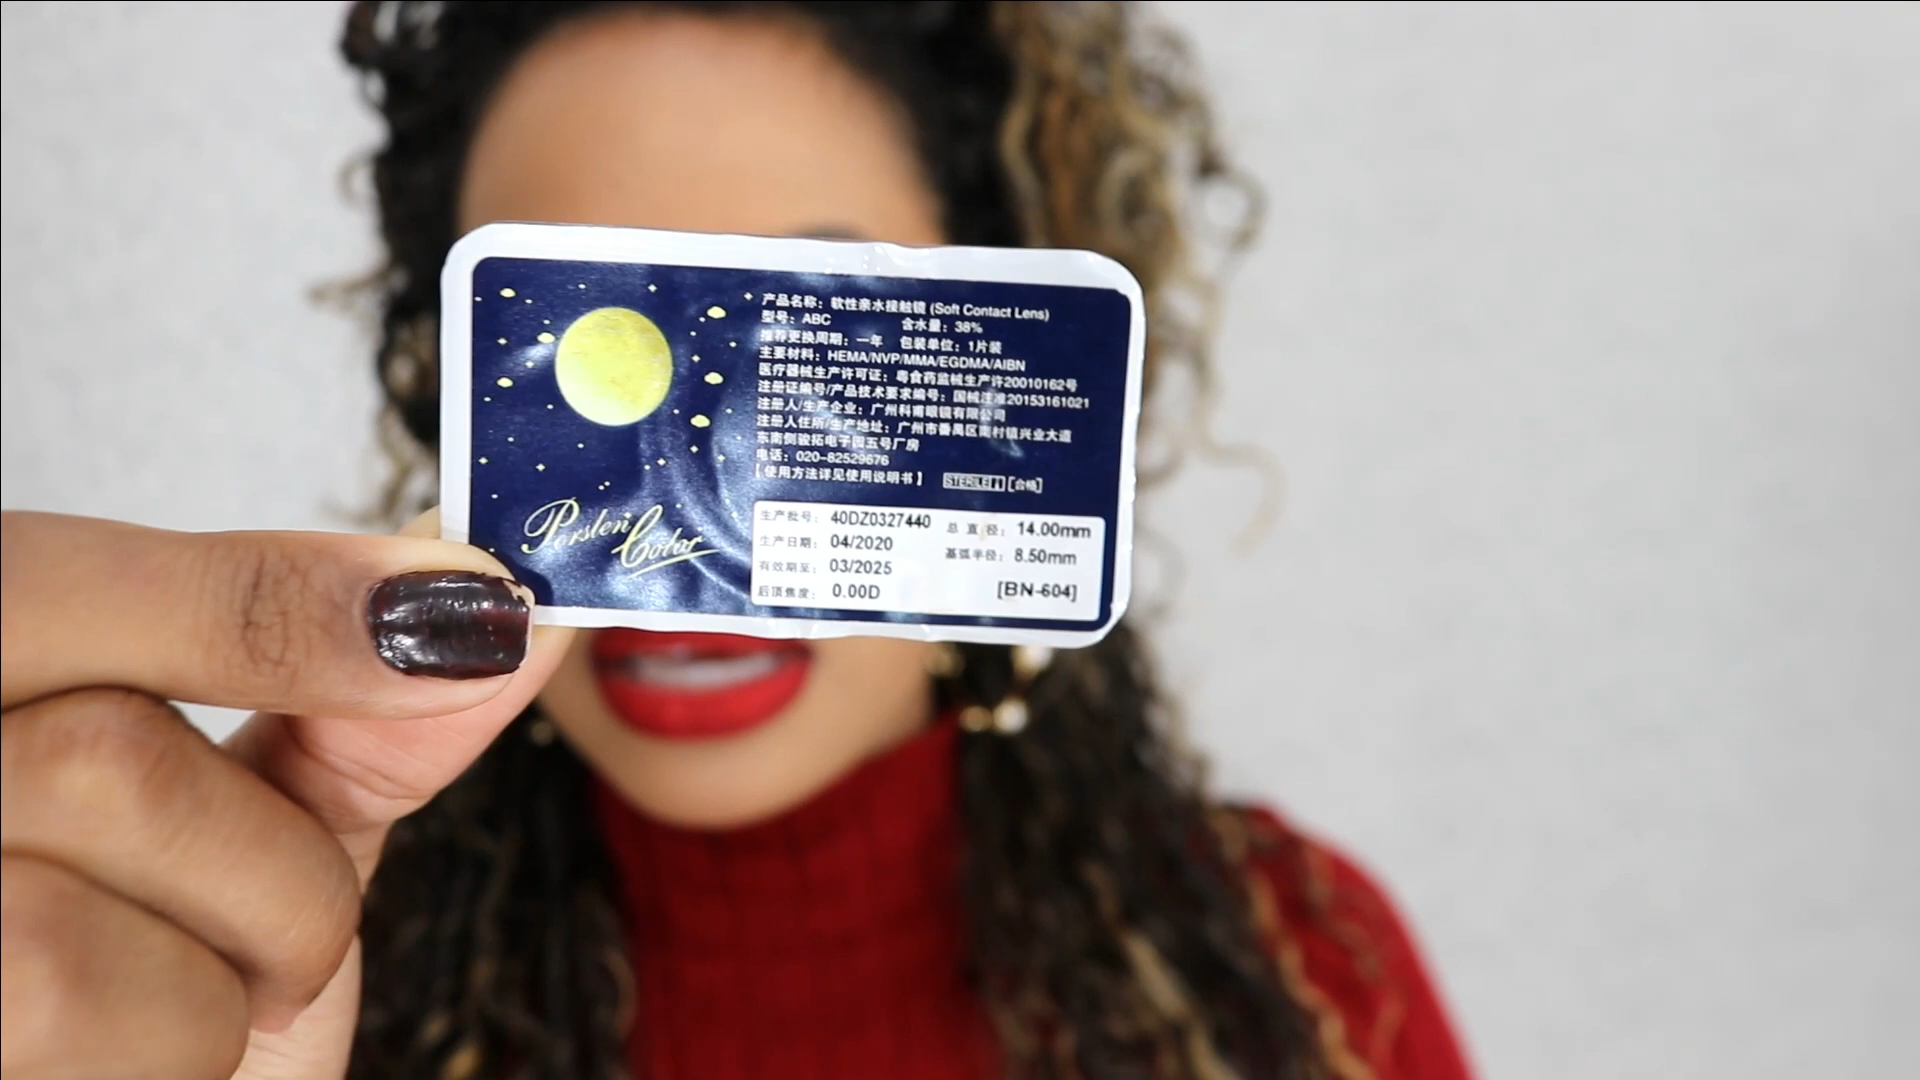 产品名称：软性亲水接触镜 (Soft Contact Lens)
型号：ABC 含水量：38%
推荐更换周期：一年 包装单位：1片装
主要材料：HEMA/NVP/MMA/EGDMA/AIBN
医疗器械生产许可证：粤食药监械生产许20010162号
注册证编号/产品技术要求编号：国械注准20153161021
注册人/生产企业：广州科甫眼镜有限公司
注册人住所/生产地址：广州市番禺区南村镇兴业大道
东南侧骏拓电子园五号厂房
电话：020-82529676
【使用方法详见使用说明书】 STERILE [合格]
Porslen Color
生产批号：40DZ0327440 总直径：14.00mm
生产日期：04/2020 基弧半径：8.50mm
有效期至：03/2025
后顶焦度：0.00D [BN-604]